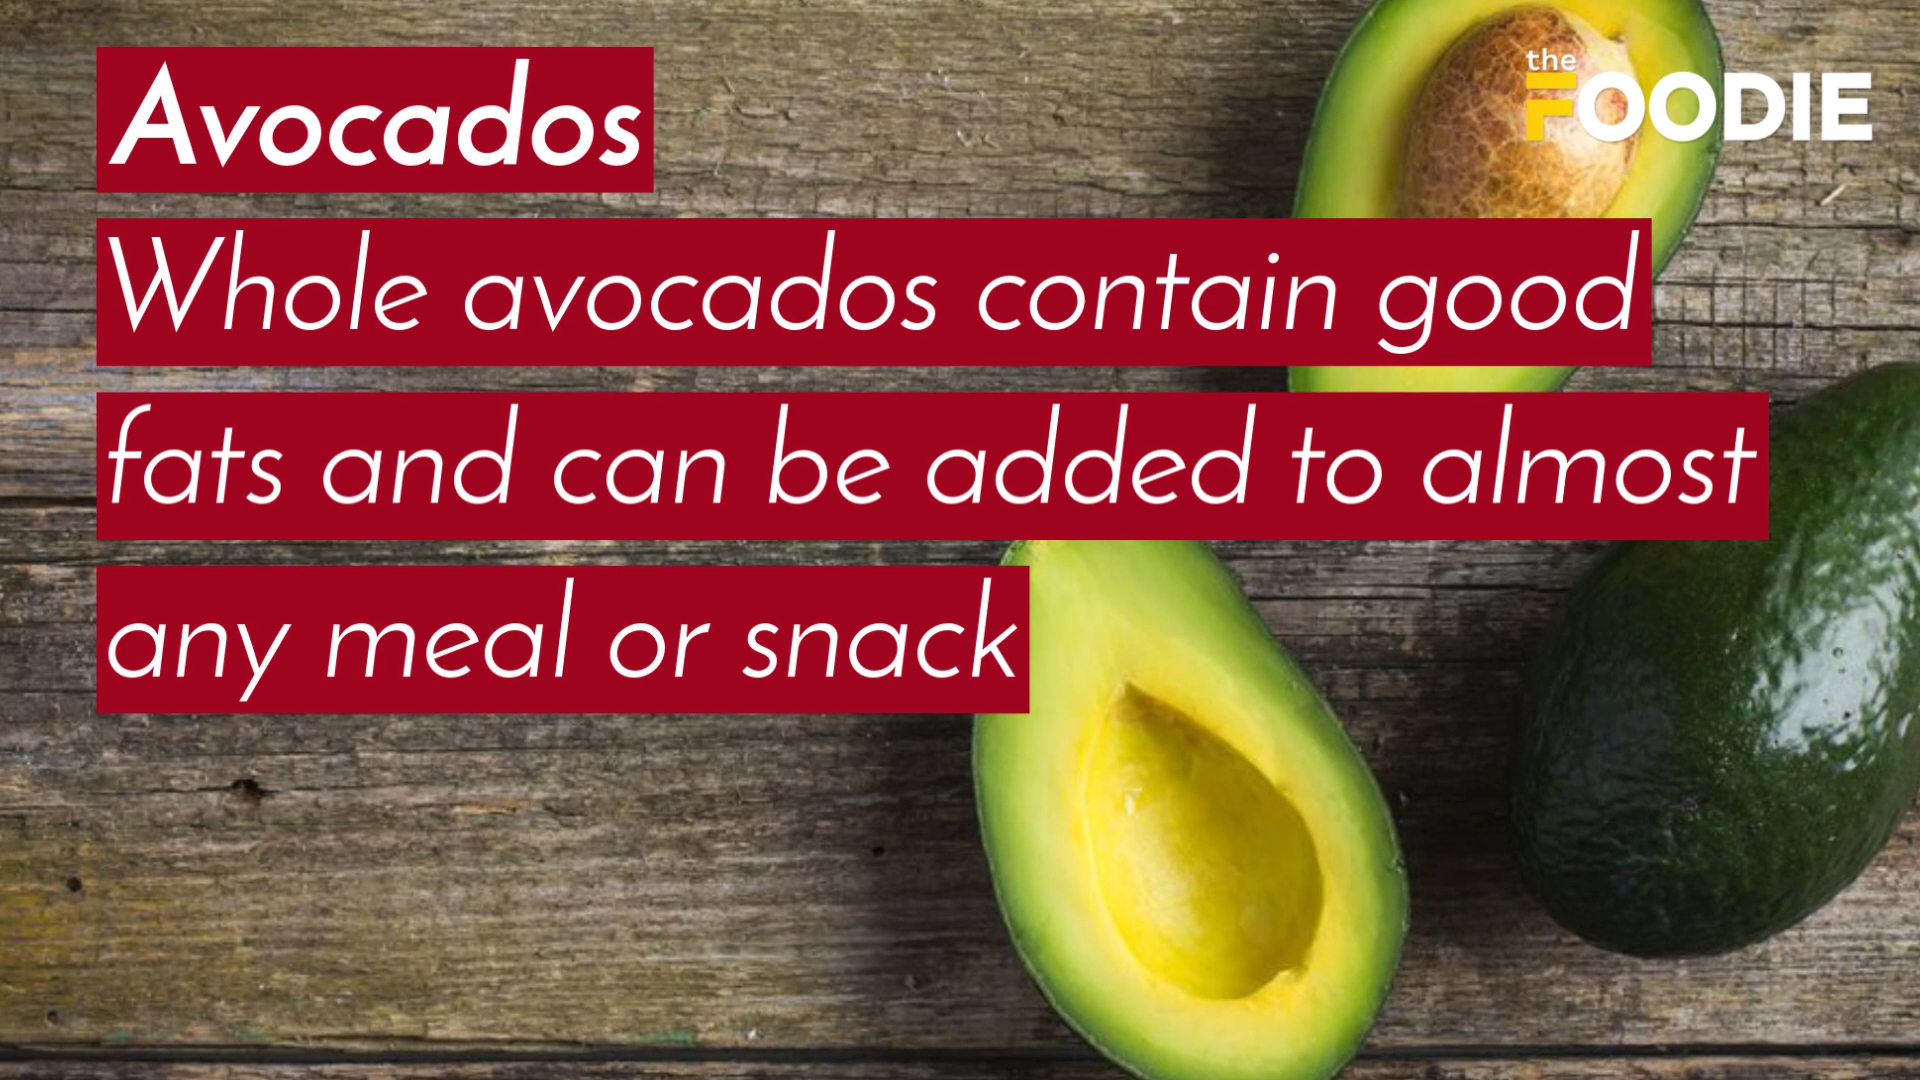 Avocados
the
FOODIE
Whole avocados contain good
fats and can be added to almost
any meal or snack